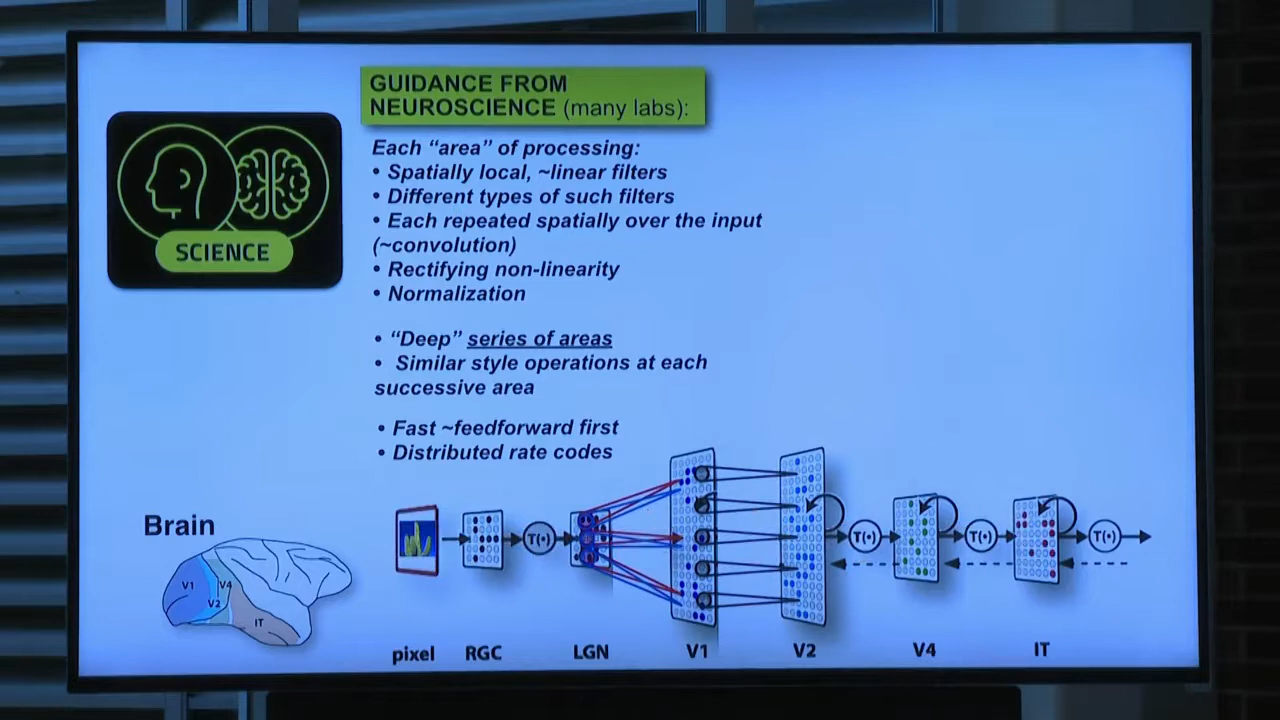 GUIDANCE FROM
NEUROSCIENCE (many labs):
SCIENCE
Each “area” of processing:
• Spatially local, ~linear filters
• Different types of such filters
• Each repeated spatially over the input
(~convolution)
• Rectifying non-linearity
• Normalization
• “Deep” series of areas
• Similar style operations at each
successive area
• Fast ~feedforward first
• Distributed rate codes
Brain
V1
V2
V4
IT
T(•)
T(•)
T(•)
T(•)
pixel
RGC
LGN
V1
V2
V4
IT